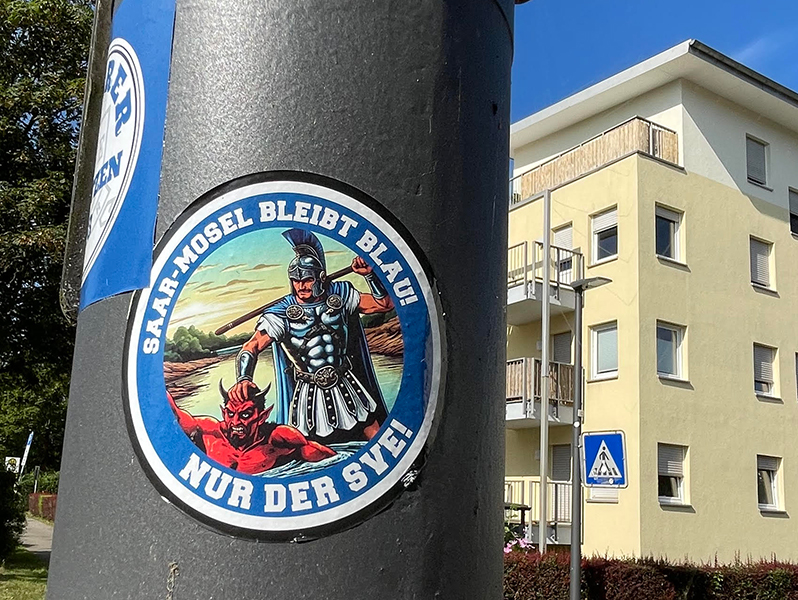 SAAR-MOSEL BLEIBT BLAU!
NUR DER SVE!